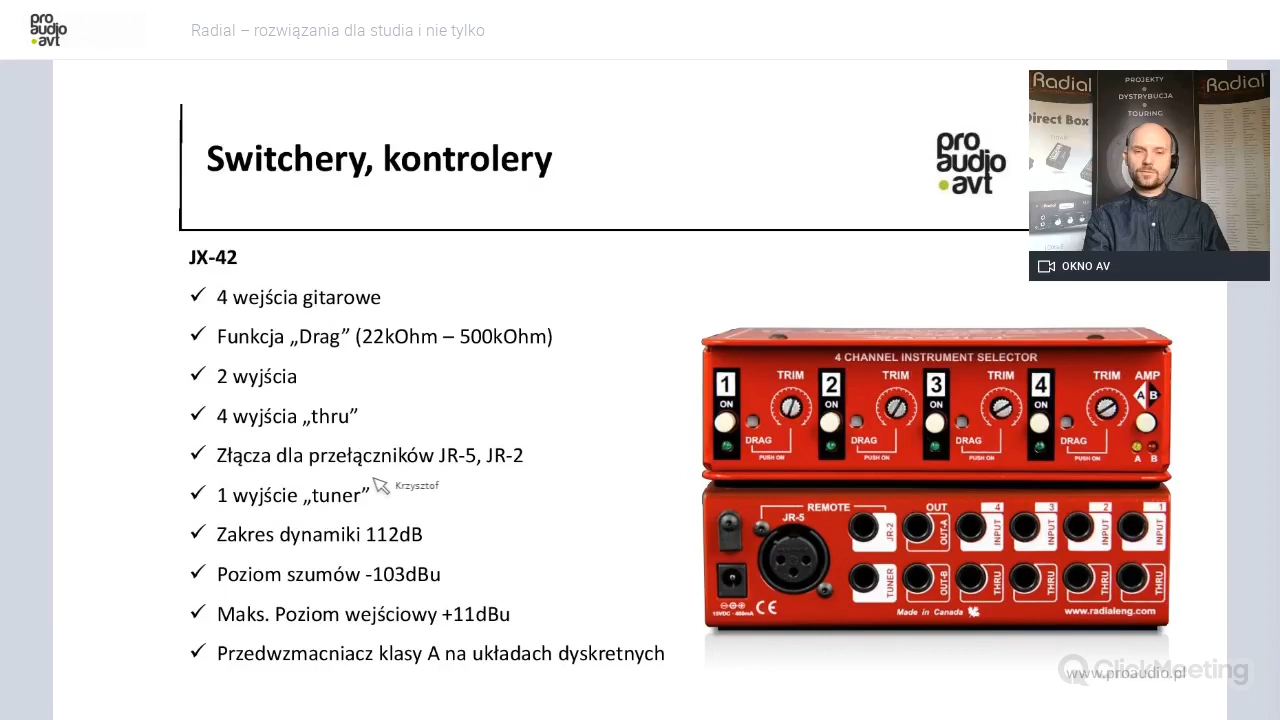 pro
audio
avt
Radial – rozwiązania dla studia i nie tylko
Switchery, kontrolery
pro
audio
avt
Radial
Radial
PROJEKTY
DYSTRYBUCJA
TOURING
Direct Box
OKNO AV
JX-42
✓ 4 wejścia gitarowe
✓ Funkcja „Drag” (22kOhm – 500kOhm)
✓ 2 wyjścia
✓ 4 wyjścia „thru”
✓ Złącza dla przełączników JR-5, JR-2
✓ 1 wyjście „tuner”
Krzysztof
✓ Zakres dynamiki 112dB
✓ Poziom szumów -103dBu
✓ Maks. Poziom wejściowy +11dBu
✓ Przedwzmacniacz klasy A na układach dyskretnych
4 CHANNEL INSTRUMENT SELECTOR
1 TRIM 2 TRIM 3 TRIM 4 TRIM AMP
ON ON ON ON A B
DRAG DRAG DRAG DRAG
PUSH ON PUSH ON PUSH ON PUSH ON A B
REMOTE OUT 4 3 2 1
JR-5 JR-2 OUT-A INPUT INPUT INPUT INPUT
TUNER OUT-B THRU THRU THRU THRU
15VDC - 400mA CE Made in Canada www.radialeng.com
ClickMeeting
www.proaudio.pl